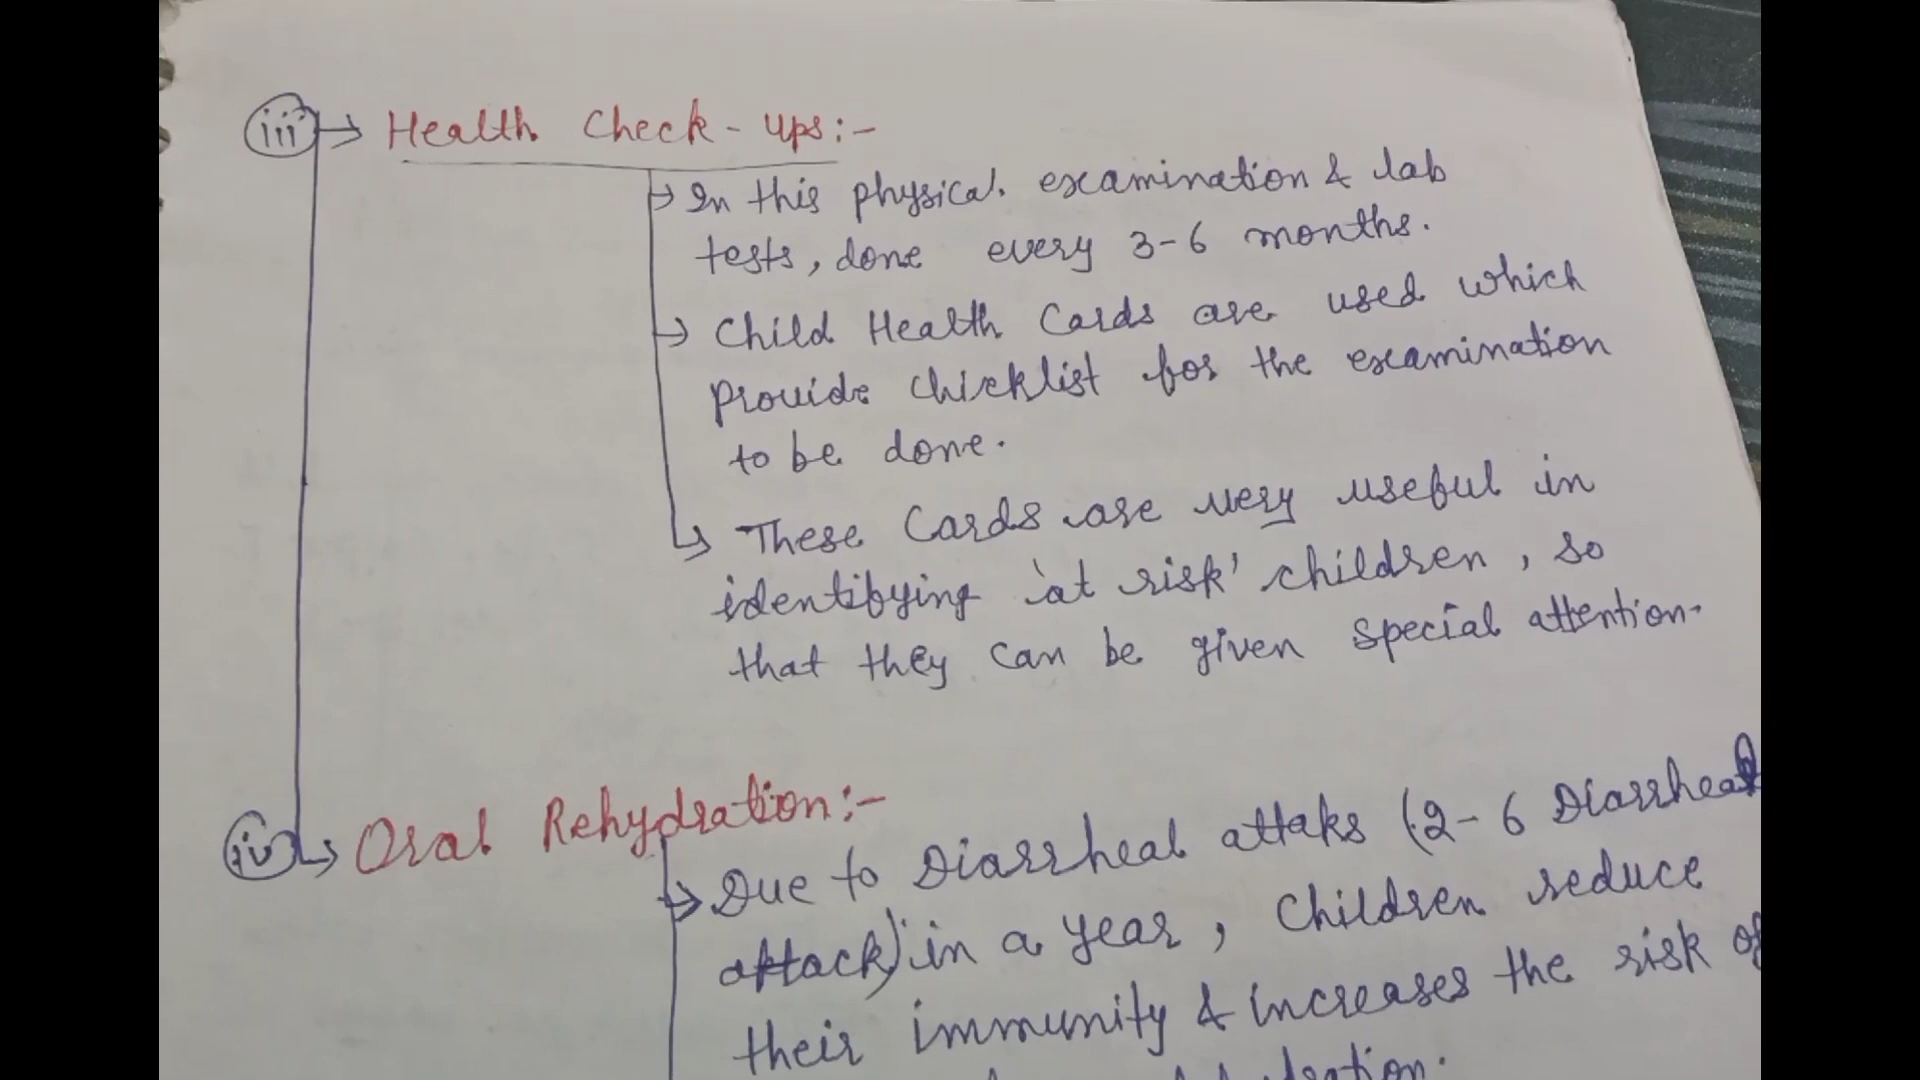 iii → Health Check-ups:-
→ In this physical examination & lab
tests, done every 3-6 months.
→ Child Health Cards are used which
provide chicklist for the examination
to be done.
→ These Cards are very useful in
identifying 'at risk' children, so
that they can be given special attention.
iv → Oral Rehydration:-
→ Due to Diarrheal attaks (2-6 Diarrheal
attack) in a year, children reduce
their immunity & increases the risk of